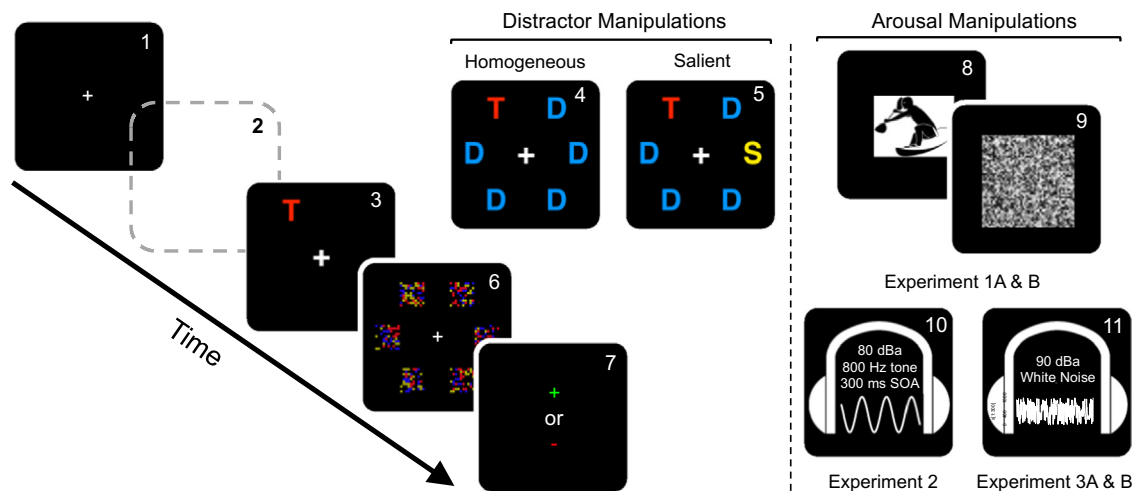 Distractor Manipulations
Arousal Manipulations
Homogeneous
Salient
1
+
2
T
3
+
T D 4
D + D
D D
T D 5
D + S
D D
6
+
7
+
or
-
Time
8
9
Experiment 1A & B
10
80 dBa
800 Hz tone
300 ms SOA
11
90 dBa
White Noise
Experiment 2
Experiment 3A & B